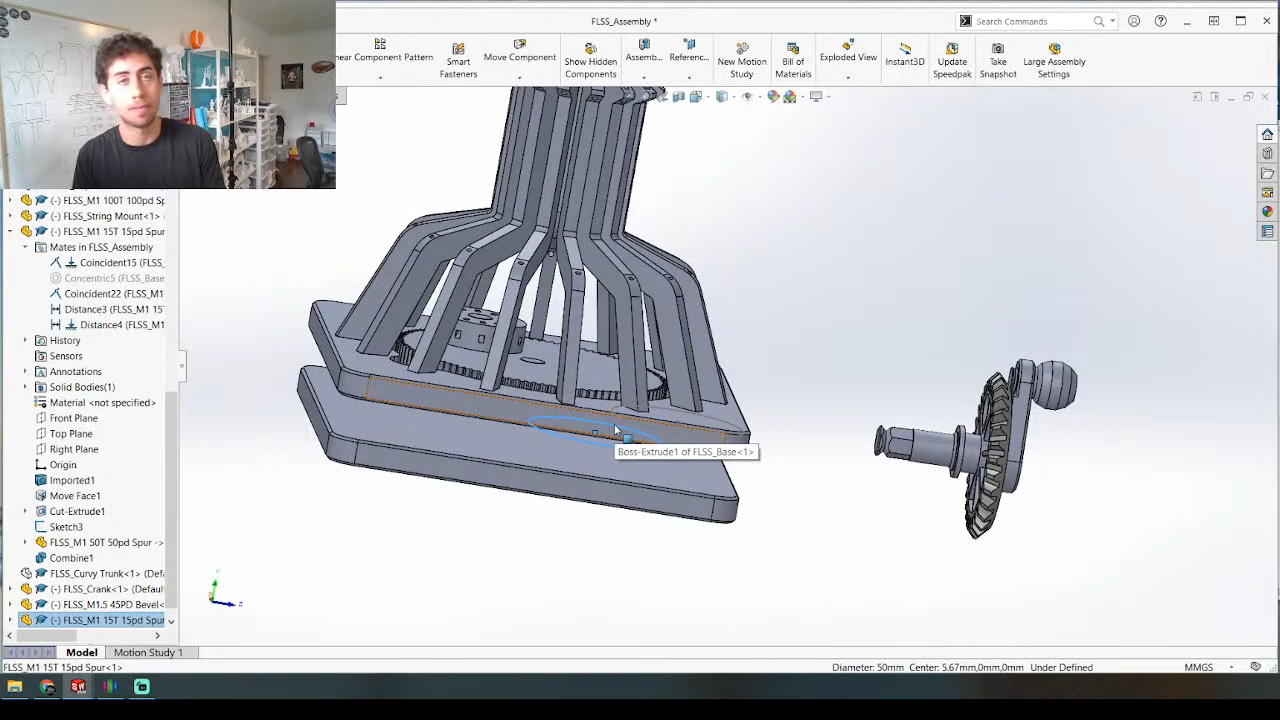 FLSS_Assembly *
Search Commands
near Component Pattern
Smart
Fasteners
Move Component
Show Hidden
Components
Assemb...
Referenc...
New Motion
Study
Bill of
Materials
Exploded View
Instant3D
Update
Speedpak
Take
Snapshot
Large Assembly
Settings
(-) FLSS_M1 100T 100pd Sp
(-) FLSS_String Mount<1> (
(-) FLSS_M1 15T 15pd Spur
Mates in FLSS_Assembly
Coincident15 (FLSS_
Concentric5 (FLSS_Base
Coincident22 (FLSS_M1
Distance3 (FLSS_M1 15T
Distance4 (FLSS_M1
History
Sensors
Annotations
Solid Bodies(1)
Material <not specified>
Front Plane
Top Plane
Right Plane
Origin
Imported1
Move Face1
Cut-Extrude1
Sketch3
FLSS_M1 50T 50pd Spur ->
Combine1
FLSS_Curvy Trunk<1> (Defa
(-) FLSS_Crank<1> (Defaul
(-) FLSS_M1.5 45PD Bevel<
(-) FLSS_M1 15T 15pd Spur
Boss-Extrude1 of FLSS_Base<1>
Y
Z
Model
Motion Study 1
FLSS_M1 15T 15pd Spur<1>
Diameter: 50mm Center: 5.67mm,0mm,0mm
Under Defined
MMGS